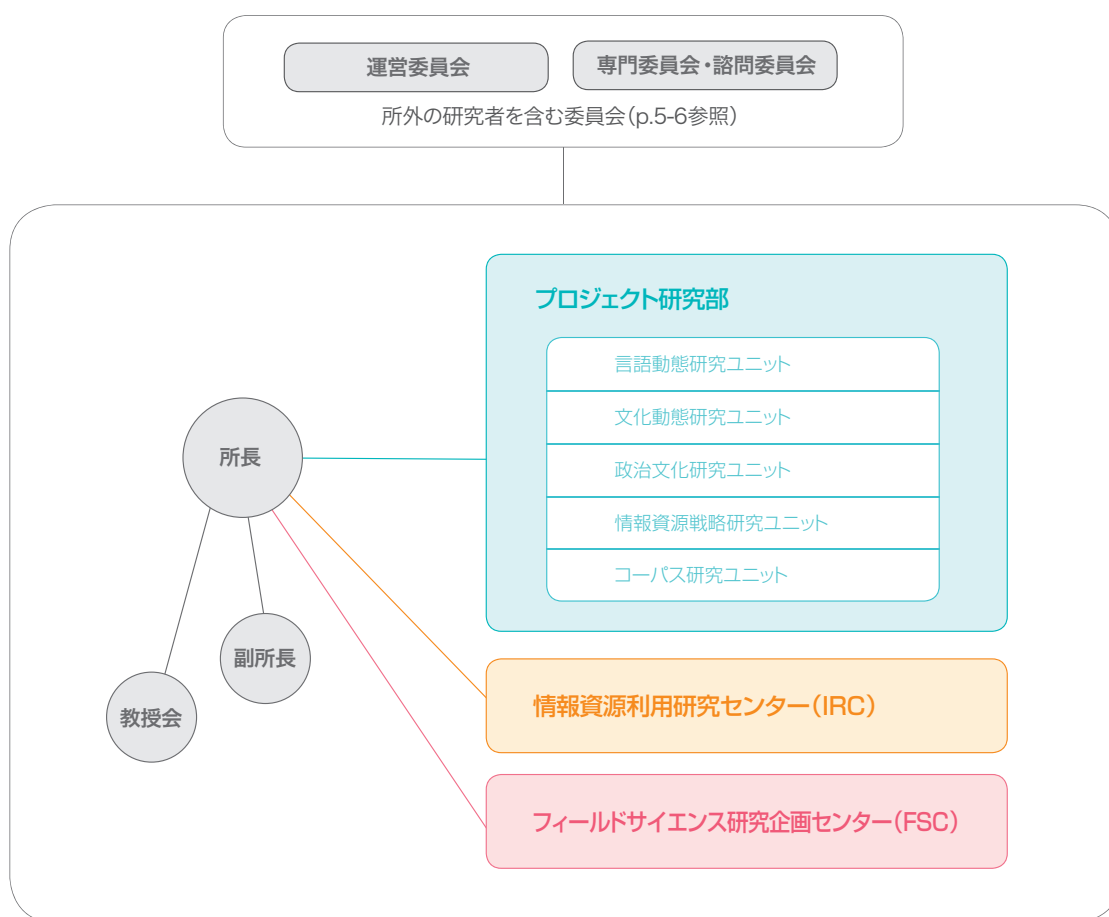 運営委員会
専門委員会・諮問委員会
所外の研究者を含む委員会(p.5-6参照)
プロジェクト研究部
言語動態研究ユニット
文化動態研究ユニット
政治文化研究ユニット
情報資源戦略研究ユニット
コーパス研究ユニット
所長
副所長
教授会
情報資源利用研究センター(IRC)
フィールドサイエンス研究企画センター(FSC)